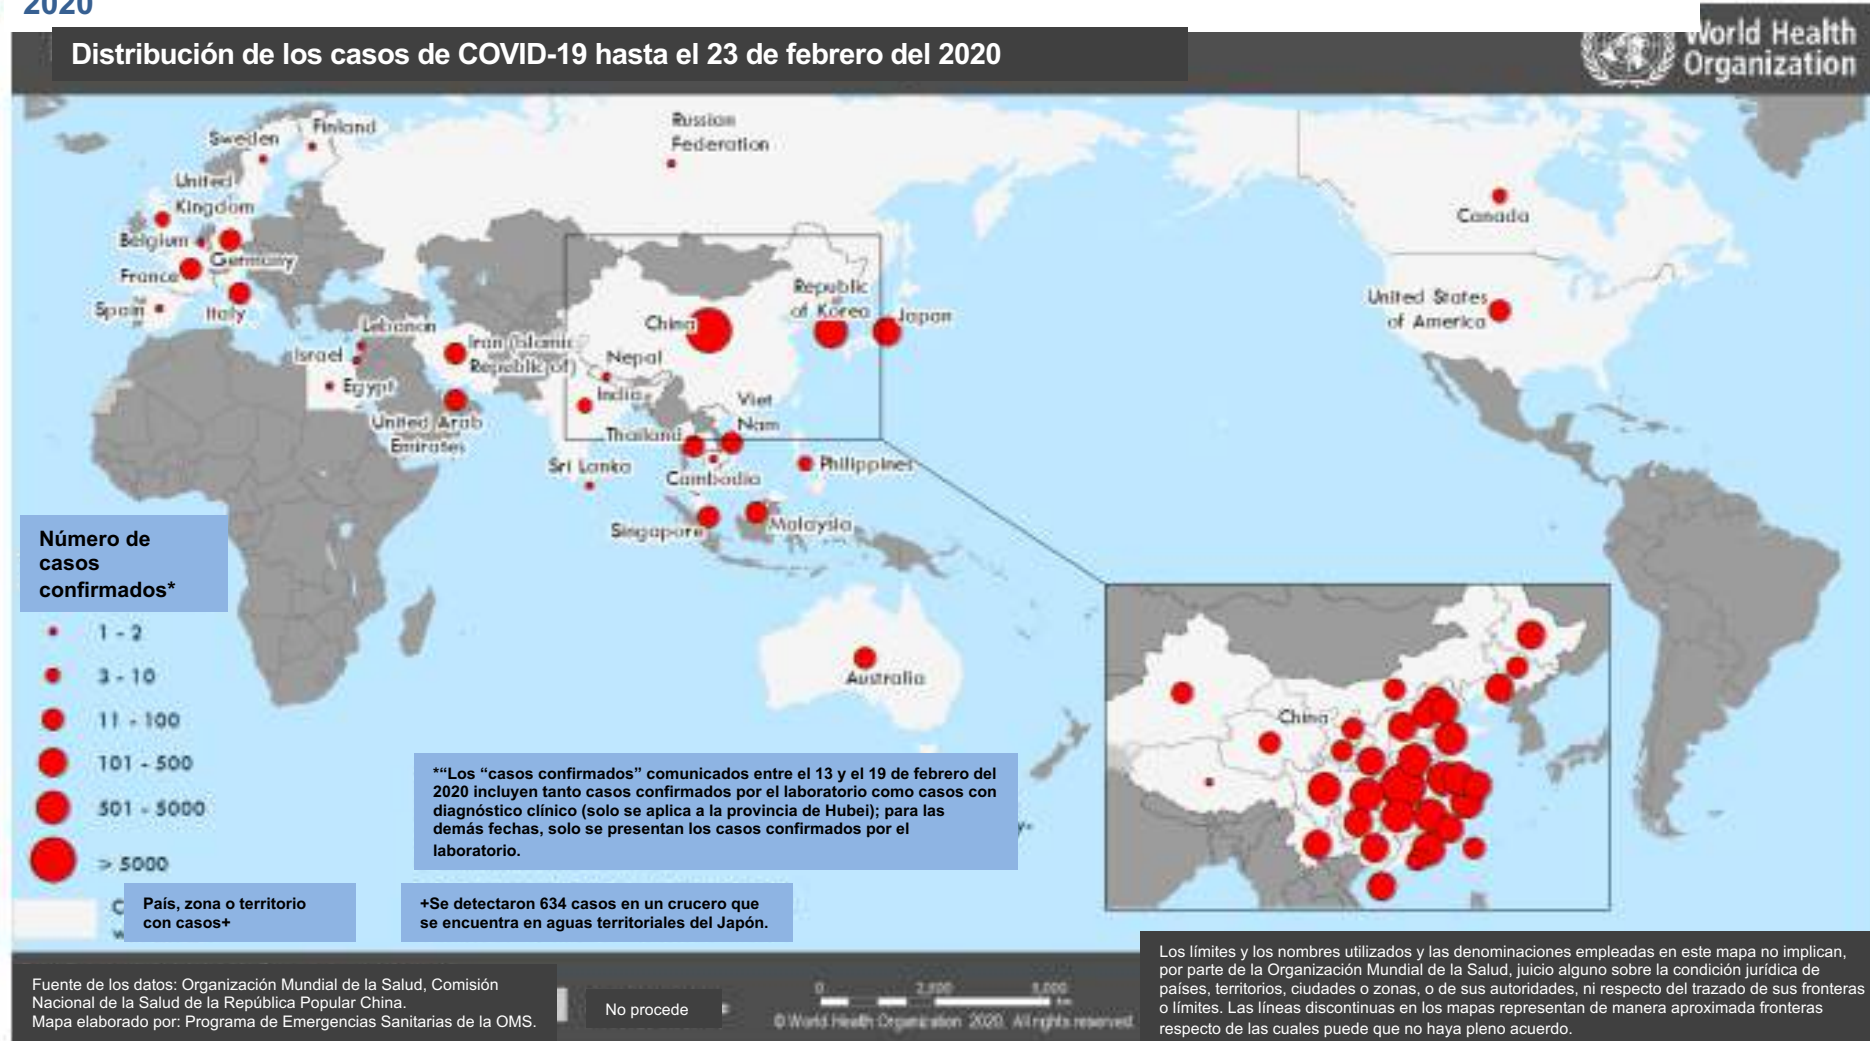 2020
Distribución de los casos de COVID-19 hasta el 23 de febrero del 2020
World Health
Organization
Finland
Sweden
Russian
Federation
United
Kingdom
Belgium
Germany
France
Spain
Italy
Lebanon
Israel
Egypt
Iran (Islamic
Republic of)
United Arab
Emirates
China
Republic
of Korea
Japan
Nepal
India
Viet
Nam
Thailand
Sri Lanka
Cambodia
Philippines
Singapore
Malaysia
Australia
Canada
United States
of America
China
Número de
casos
confirmados*
1 - 2
3 - 10
11 - 100
101 - 500
501 - 5000
> 5000
País, zona o territorio
con casos+
*“Los “casos confirmados” comunicados entre el 13 y el 19 de febrero del
2020 incluyen tanto casos confirmados por el laboratorio como casos con
diagnóstico clínico (solo se aplica a la provincia de Hubei); para las
demás fechas, solo se presentan los casos confirmados por el
laboratorio.
+Se detectaron 634 casos en un crucero que
se encuentra en aguas territoriales del Japón.
Fuente de los datos: Organización Mundial de la Salud, Comisión
Nacional de la Salud de la República Popular China.
Mapa elaborado por: Programa de Emergencias Sanitarias de la OMS.
No procede
0
km
© World Health Organization 2020. All rights reserved.
Los límites y los nombres utilizados y las denominaciones empleadas en este mapa no implican,
por parte de la Organización Mundial de la Salud, juicio alguno sobre la condición jurídica de
países, territorios, ciudades o zonas, o de sus autoridades, ni respecto del trazado de sus fronteras
o límites. Las líneas discontinuas en los mapas representan de manera aproximada fronteras
respecto de las cuales puede que no haya pleno acuerdo.